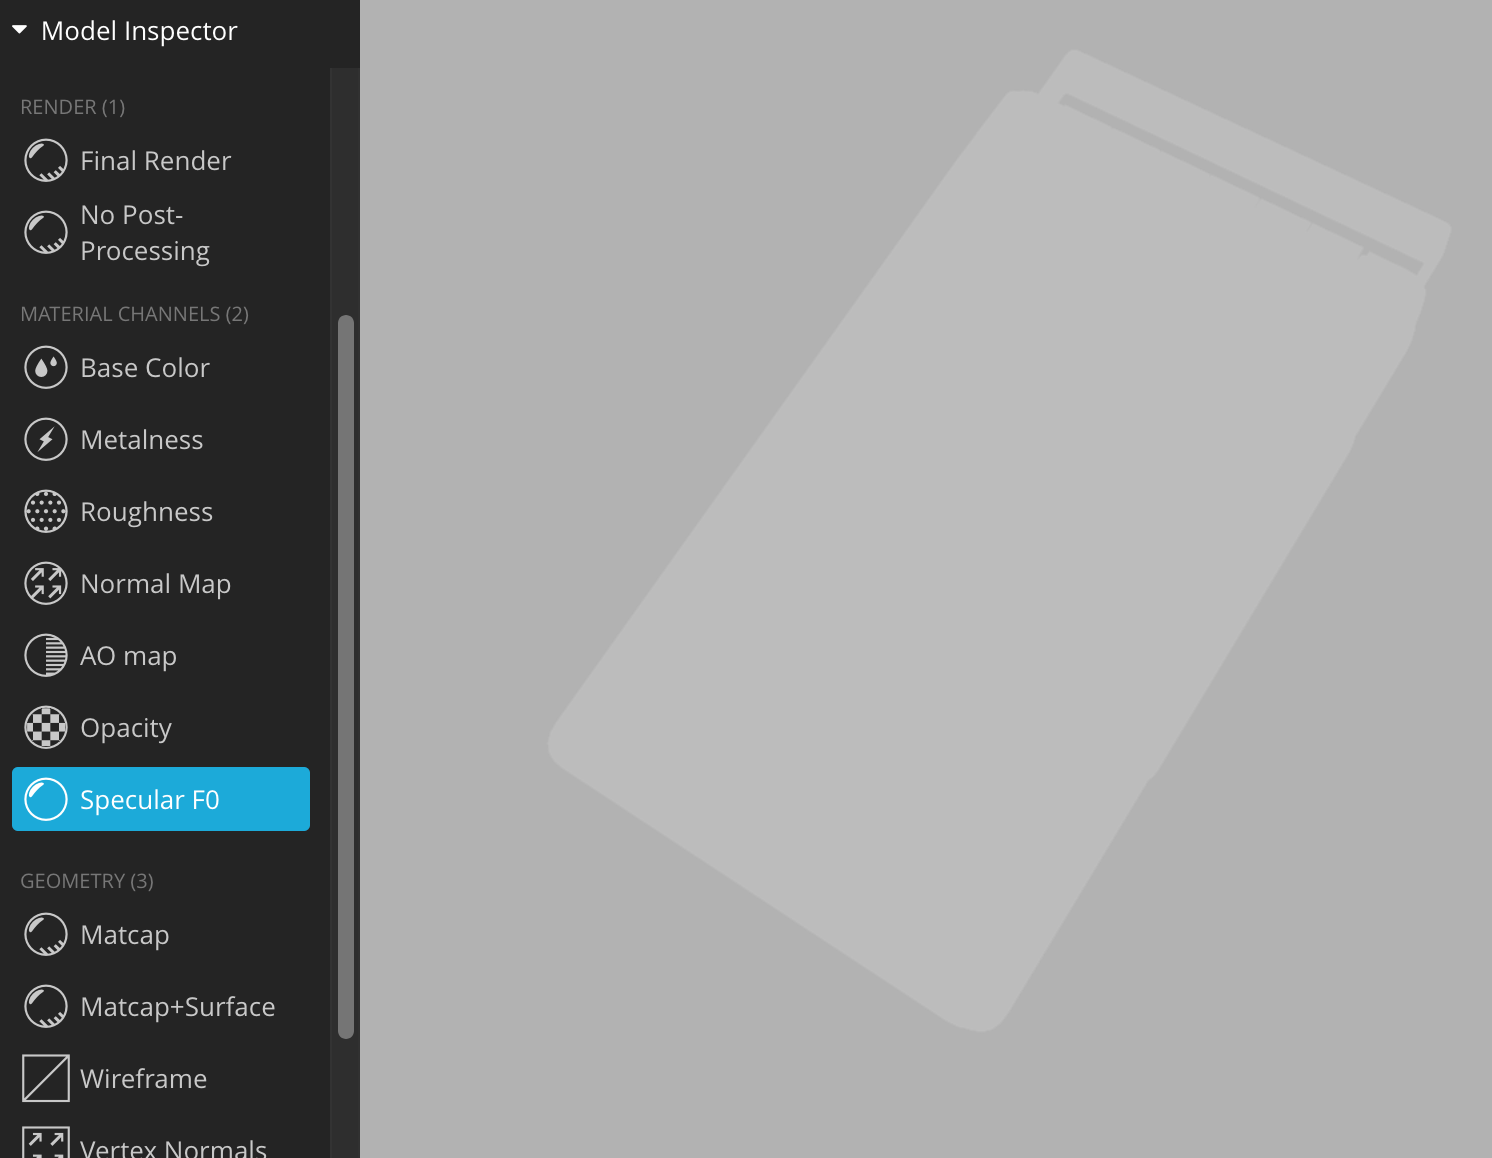 Model Inspector
RENDER (1)
Final Render
No Post-
Processing
MATERIAL CHANNELS (2)
Base Color
Metalness
Roughness
Normal Map
AO map
Opacity
Specular F0
GEOMETRY (3)
Matcap
Matcap+Surface
Wireframe
Vertex Normals